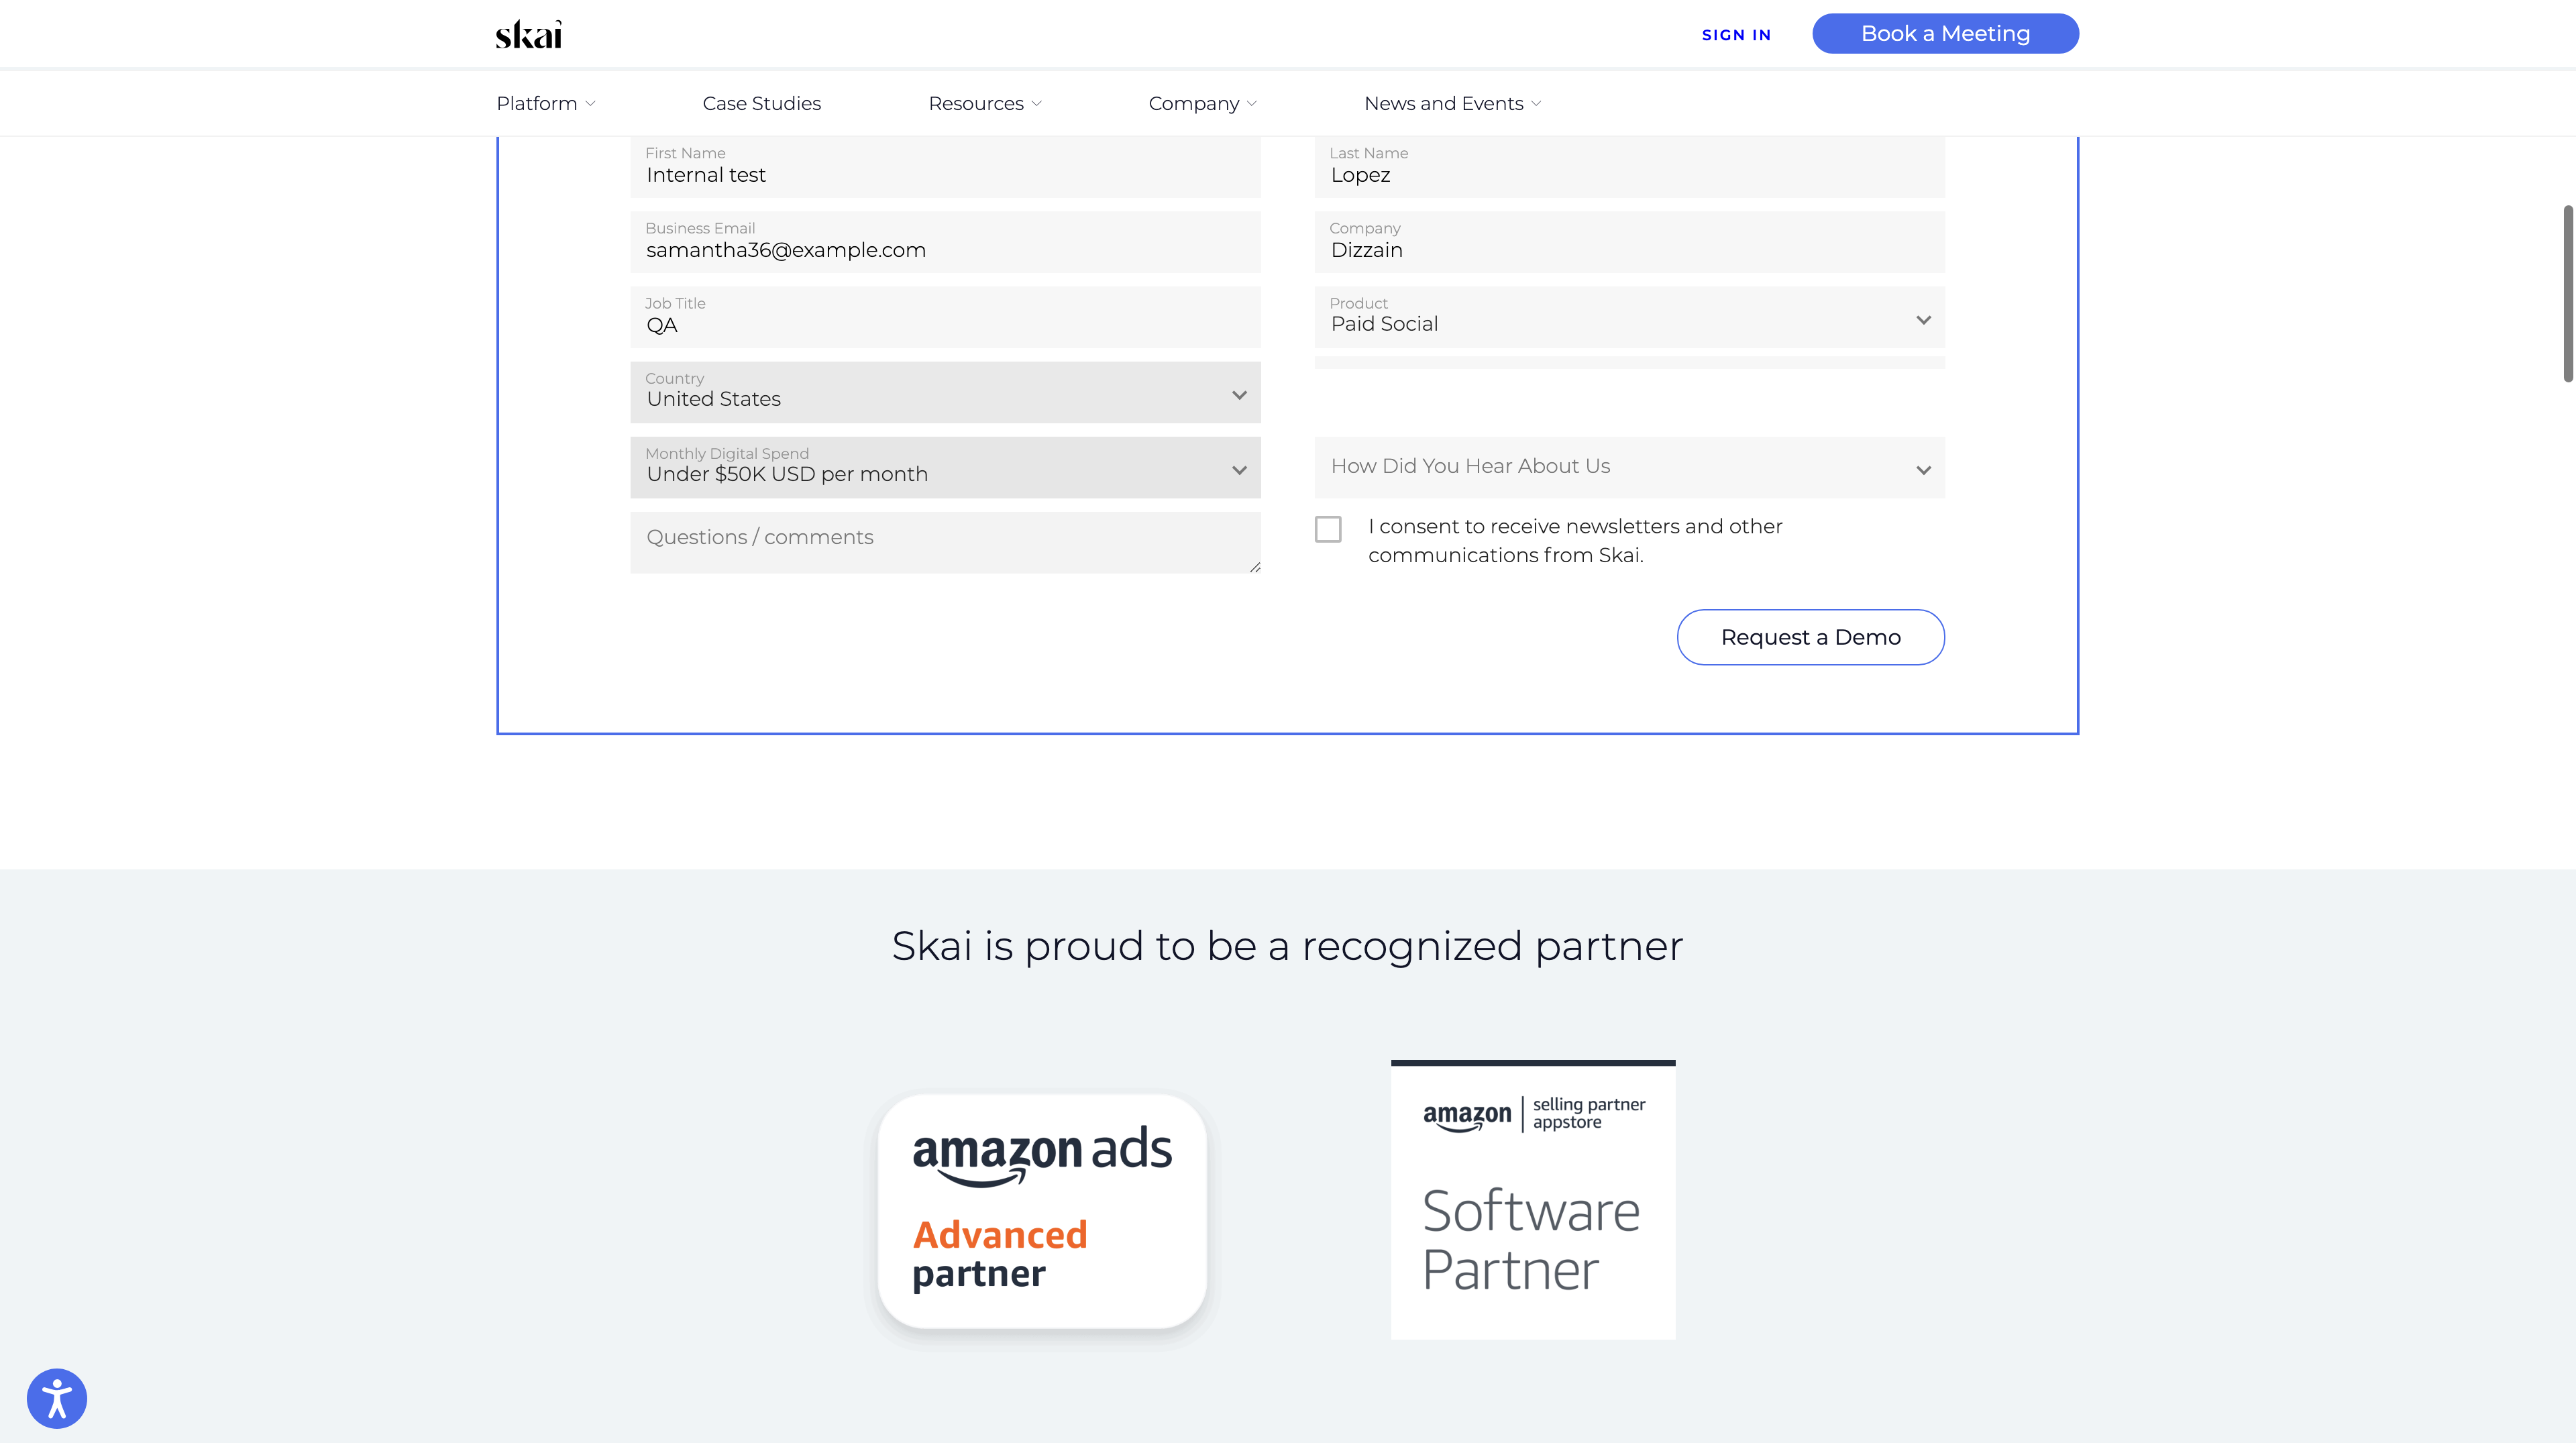 skai
SIGN IN
Book a Meeting
Platform
Case Studies
Resources
Company
News and Events
First Name
Internal test
Last Name
Lopez
Business Email
samantha36@example.com
Company
Dizzain
Job Title
QA
Product
Paid Social
Country
United States
Monthly Digital Spend
Under $50K USD per month
How Did You Hear About Us
Questions / comments
I consent to receive newsletters and other
communications from Skai.
Request a Demo
Skai is proud to be a recognized partner
amazon ads
Advanced
partner
amazon
selling partner
appstore
Software
Partner